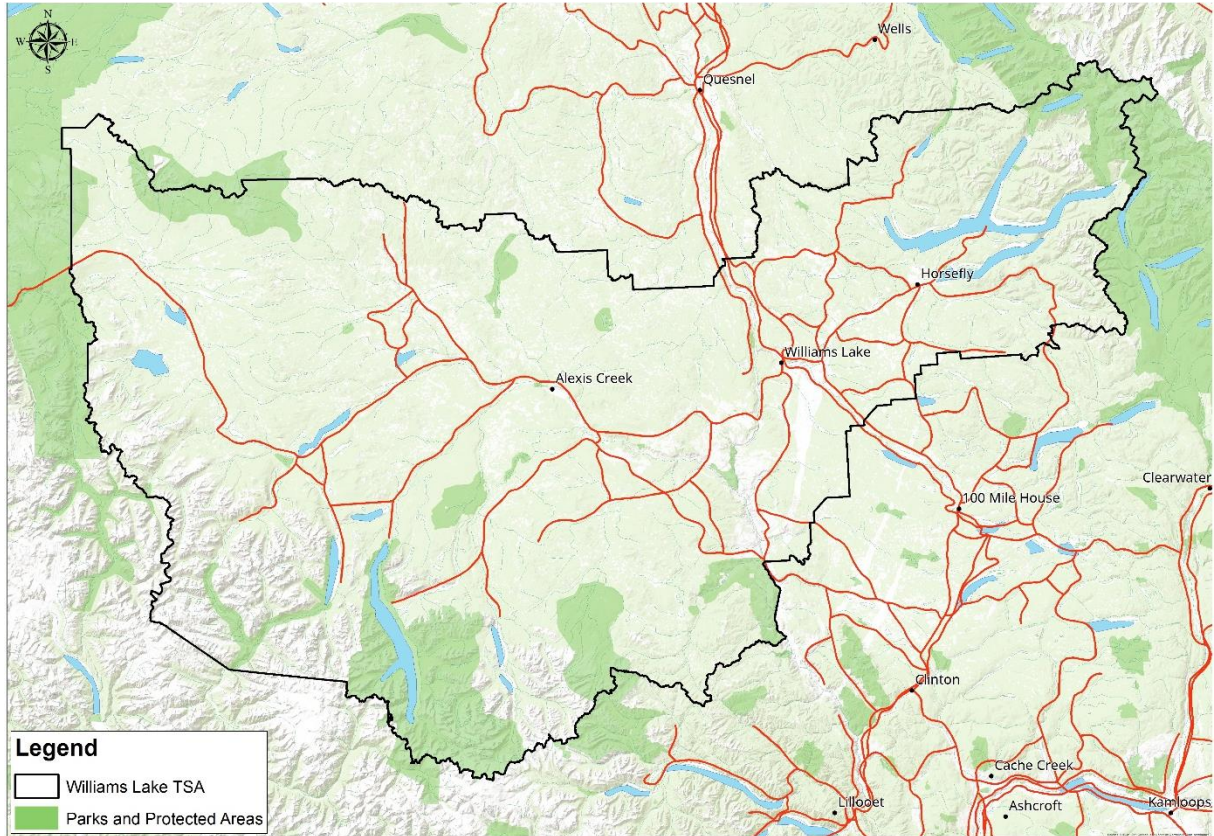 N
W
E
S
Wells
Quesnel
Horsefly
Williams Lake
Alexis Creek
Clearwater
100 Mile House
Clinton
Cache Creek
Lillooet
Ashcroft
Kamloops
Legend
Williams Lake TSA
Parks and Protected Areas